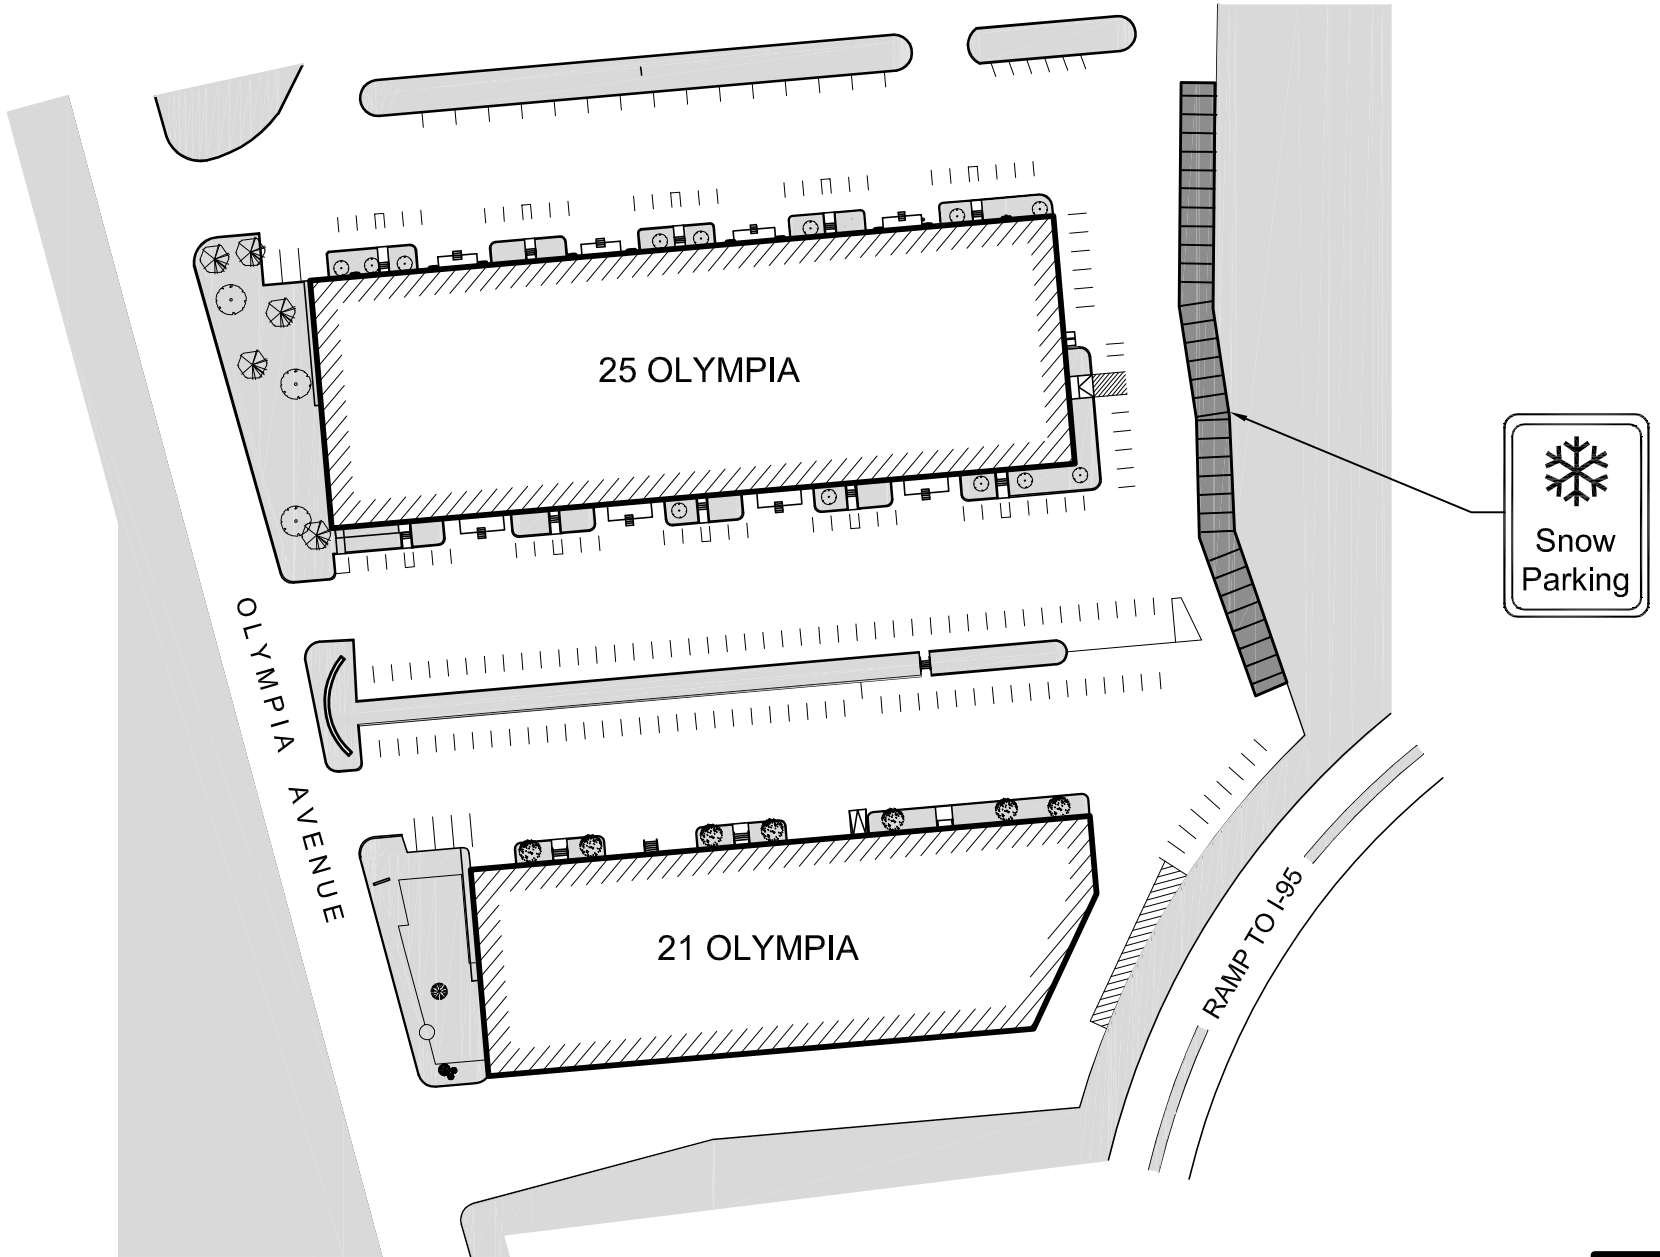 25 OLYMPIA
Snow
Parking
OLYMPIA AVENUE
RAMP TO I-95
21 OLYMPIA